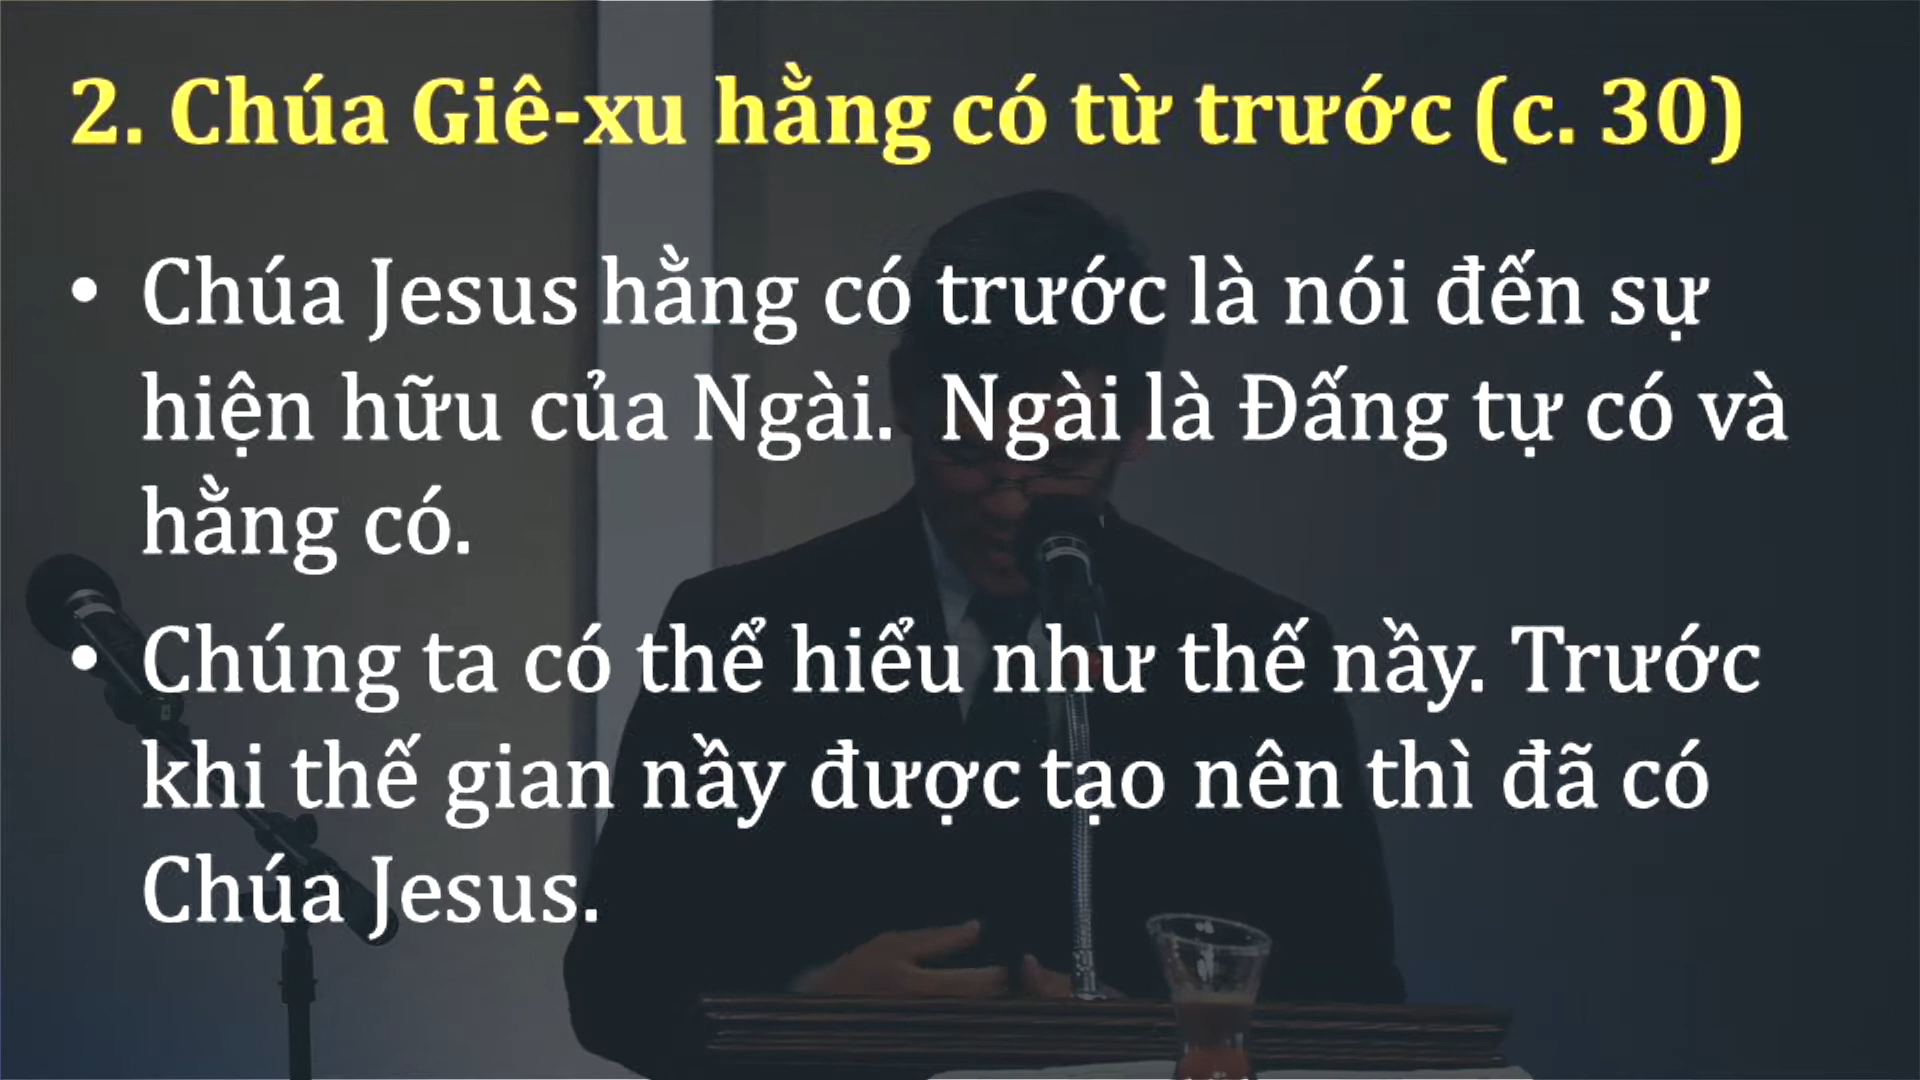 2. Chúa Giê-xu hằng có từ trước (c. 30)
• Chúa Jesus hằng có trước là nói đến sự
hiện hữu của Ngài.  Ngài là Đấng tự có và
hằng có.
• Chúng ta có thể hiểu như thế nầy. Trước
khi thế gian nầy được tạo nên thì đã có
Chúa Jesus.